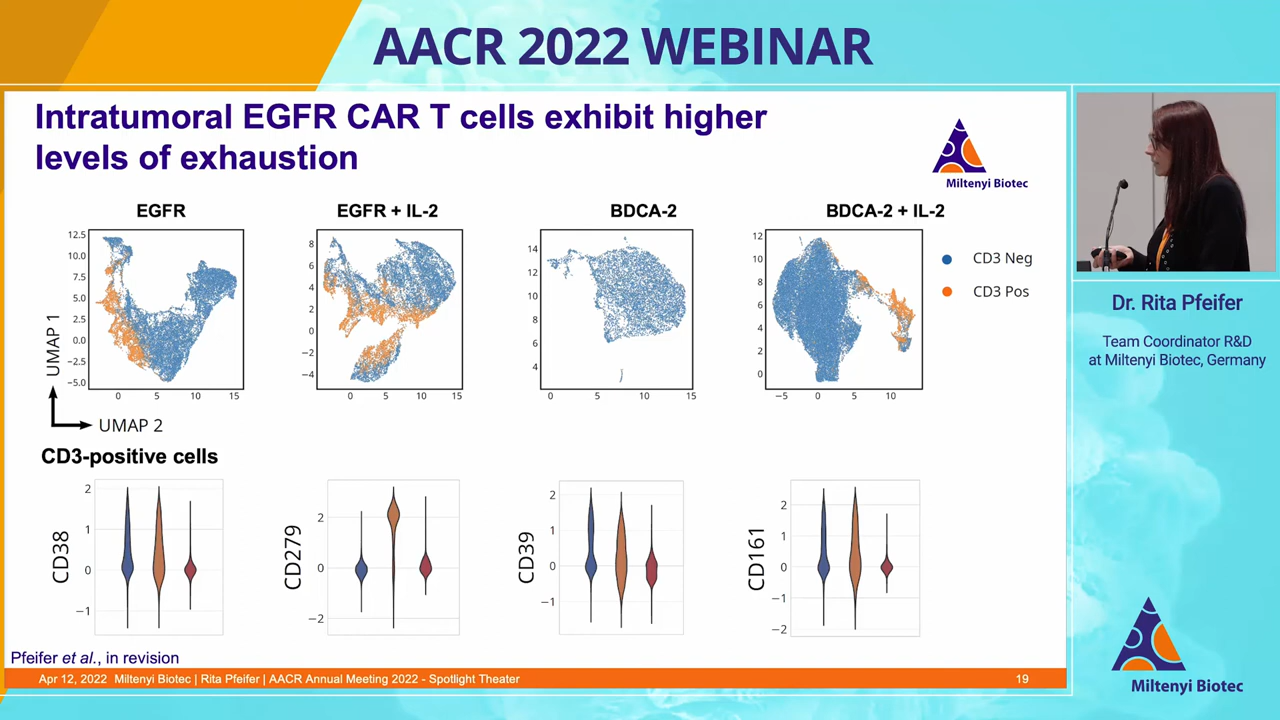 AACR 2022 WEBINAR
Intratumoral EGFR CAR T cells exhibit higher
levels of exhaustion
Miltenyi Biotec
EGFR
EGFR + IL-2
BDCA-2
BDCA-2 + IL-2
12.5
10.0
7.5
5.0
2.5
0.0
−2.5
−5.0
0 5 10 15
8
6
4
2
0
−2
−4
0 5 10 15
14
12
10
8
6
4
0 5 10 15
12
10
8
6
4
2
0
−5 0 5 10
CD3 Neg
CD3 Pos
UMAP 1
UMAP 2
CD3-positive cells
CD38
2
1
0
−1
CD279
2
0
−2
CD39
2
1
0
−1
CD161
2
1
0
−1
−2
Pfeifer et al., in revision
Apr 12, 2022 Miltenyi Biotec | Rita Pfeifer | AACR Annual Meeting 2022 - Spotlight Theater
19
Dr. Rita Pfeifer
Team Coordinator R&D
at Miltenyi Biotec, Germany
Miltenyi Biotec